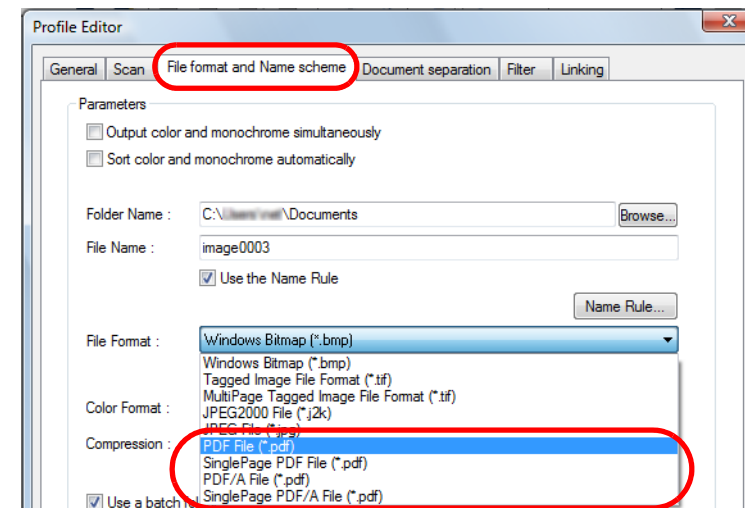 Profile Editor
General Scan File format and Name scheme Document separation Filter Linking
Parameters
Output color and monochrome simultaneously
Sort color and monochrome automatically
Folder Name : C:\ \Documents Browse...
File Name : image0003
Use the Name Rule
Name Rule...
File Format : Windows Bitmap (*.bmp)
Windows Bitmap (*.bmp)
Tagged Image File Format (*.tif)
MultiPage Tagged Image File Format (*.tif)
Color Format : JPEG2000 File (*.j2k)
JPEG File (*.jpg)
Compression : PDF File (*.pdf)
SinglePage PDF File (*.pdf)
PDF/A File (*.pdf)
Use a batch SinglePage PDF/A File (*.pdf)